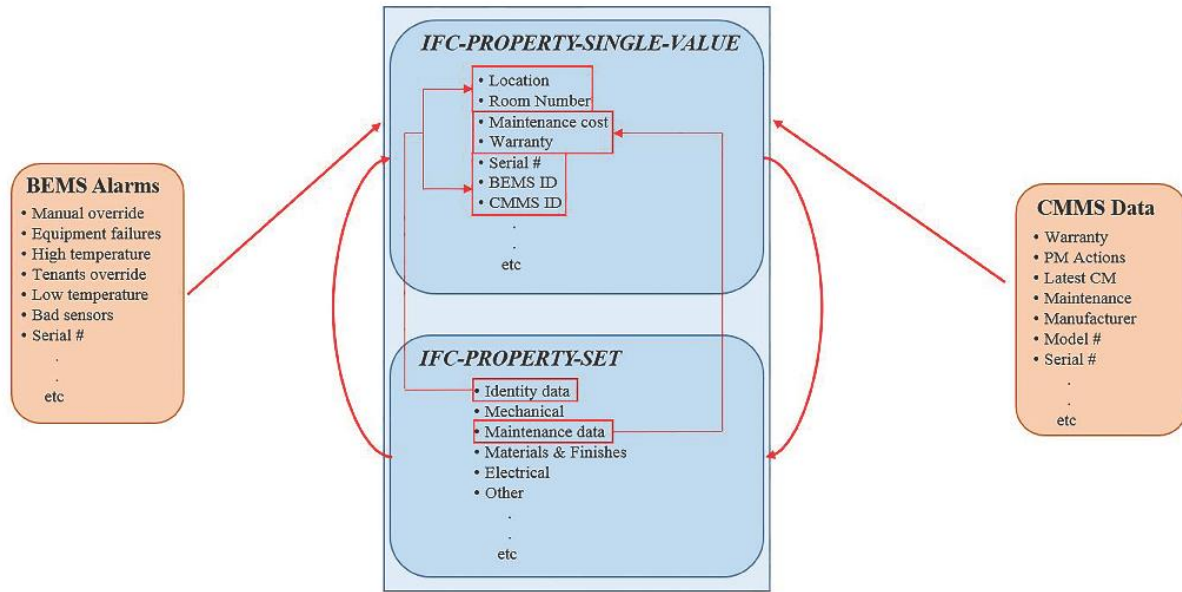 IFC-PROPERTY-SINGLE-VALUE
• Location
• Room Number
• Maintenance cost
• Warranty
• Serial #
• BEMS ID
• CMMS ID
.
.
etc
BEMS Alarms
• Manual override
• Equipment failures
• High temperature
• Tenants override
• Low temperature
• Bad sensors
• Serial #
.
.
etc
CMMS Data
• Warranty
• PM Actions
• Latest CM
• Maintenance
• Manufacturer
• Model #
• Serial #
.
.
etc
IFC-PROPERTY-SET
• Identity data
• Mechanical
• Maintenance data
• Materials & Finishes
• Electrical
• Other
.
.
.
etc